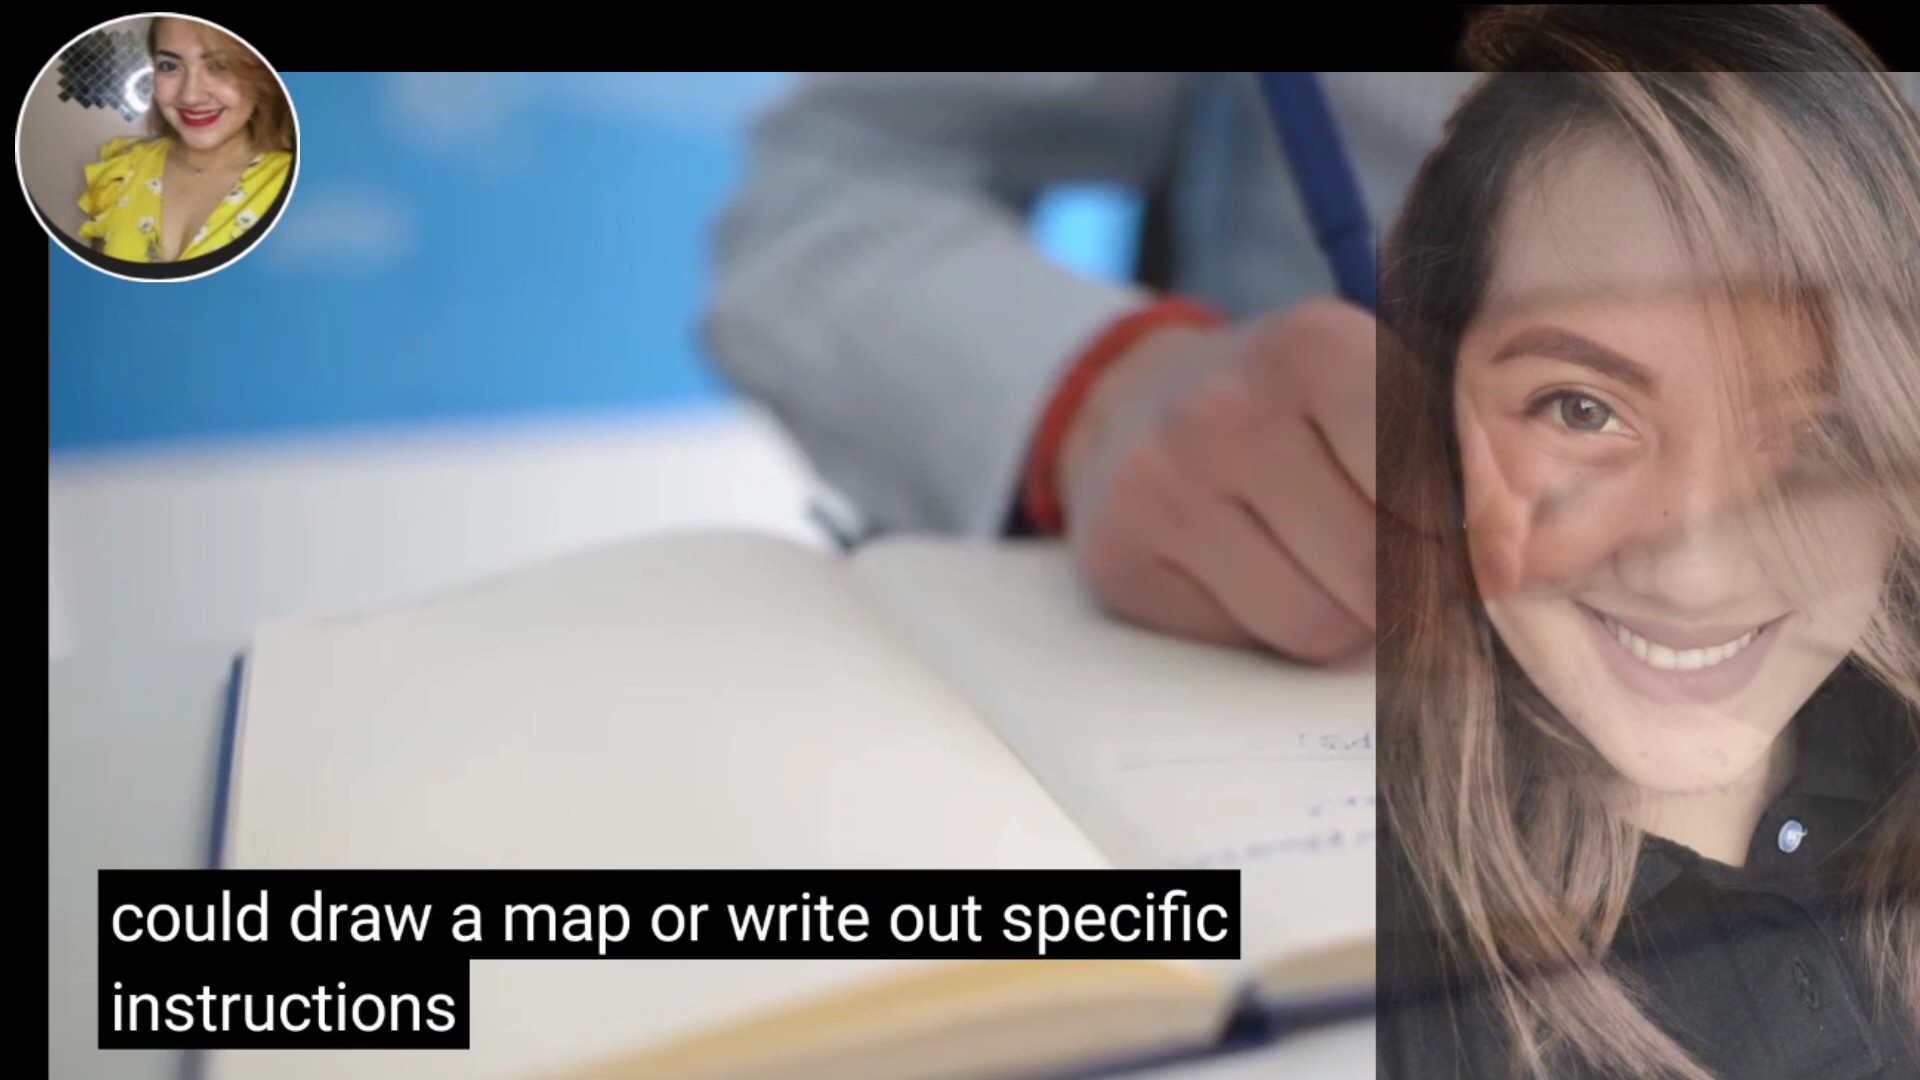 could draw a map or write out specific
instructions